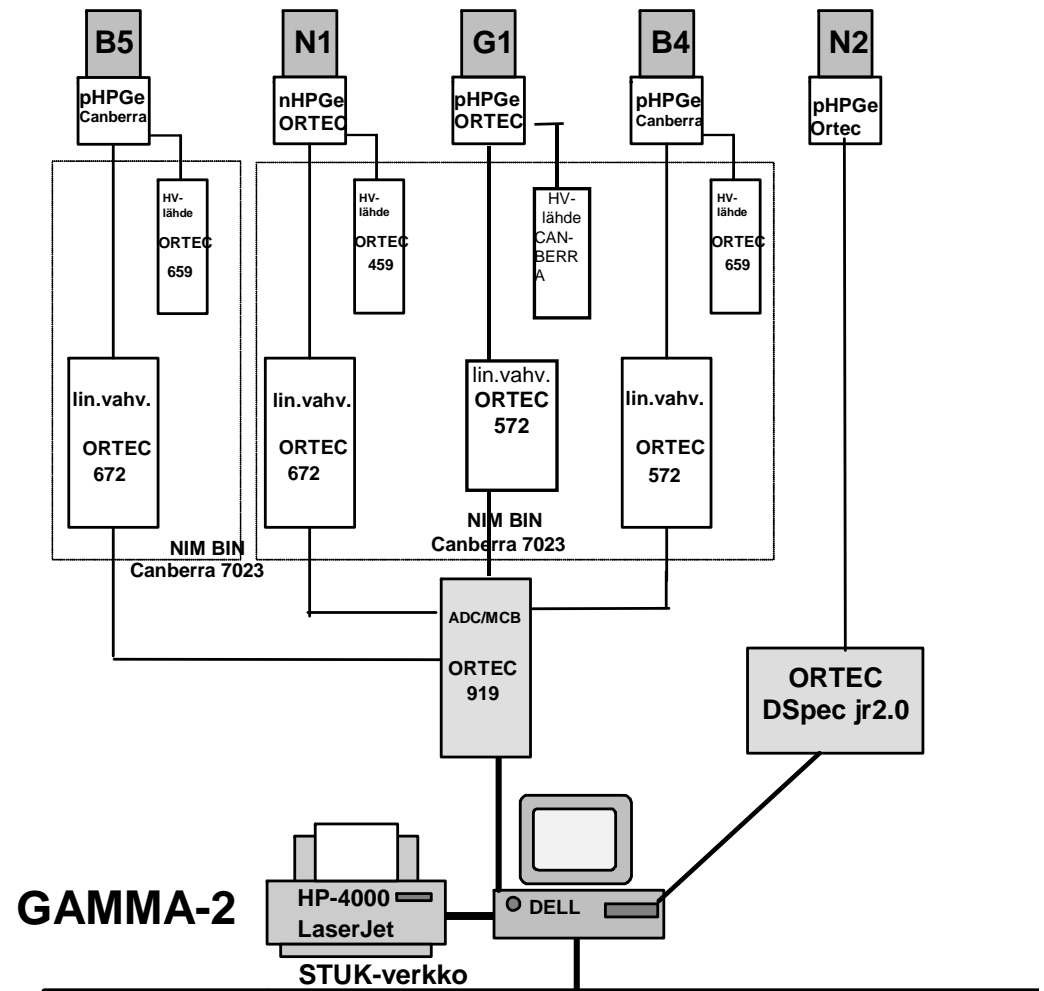 B5
N1
G1
B4
N2
pHPGe
Canberra
nHPGe
ORTEC
pHPGe
ORTEC
pHPGe
Canberra
pHPGe
Ortec
HV-
lähde
ORTEC
659
HV-
lähde
ORTEC
459
HV-
lähde
CAN-
BERR
A
HV-
lähde
ORTEC
659
lin.vahv.
ORTEC
672
lin.vahv.
ORTEC
672
lin.vahv.
ORTEC
572
lin.vahv.
ORTEC
572
NIM BIN
Canberra 7023
NIM BIN
Canberra 7023
ADC/MCB
ORTEC
919
ORTEC
DSpec jr2.0
GAMMA-2
HP-4000
LaserJet
DELL
STUK-verkko